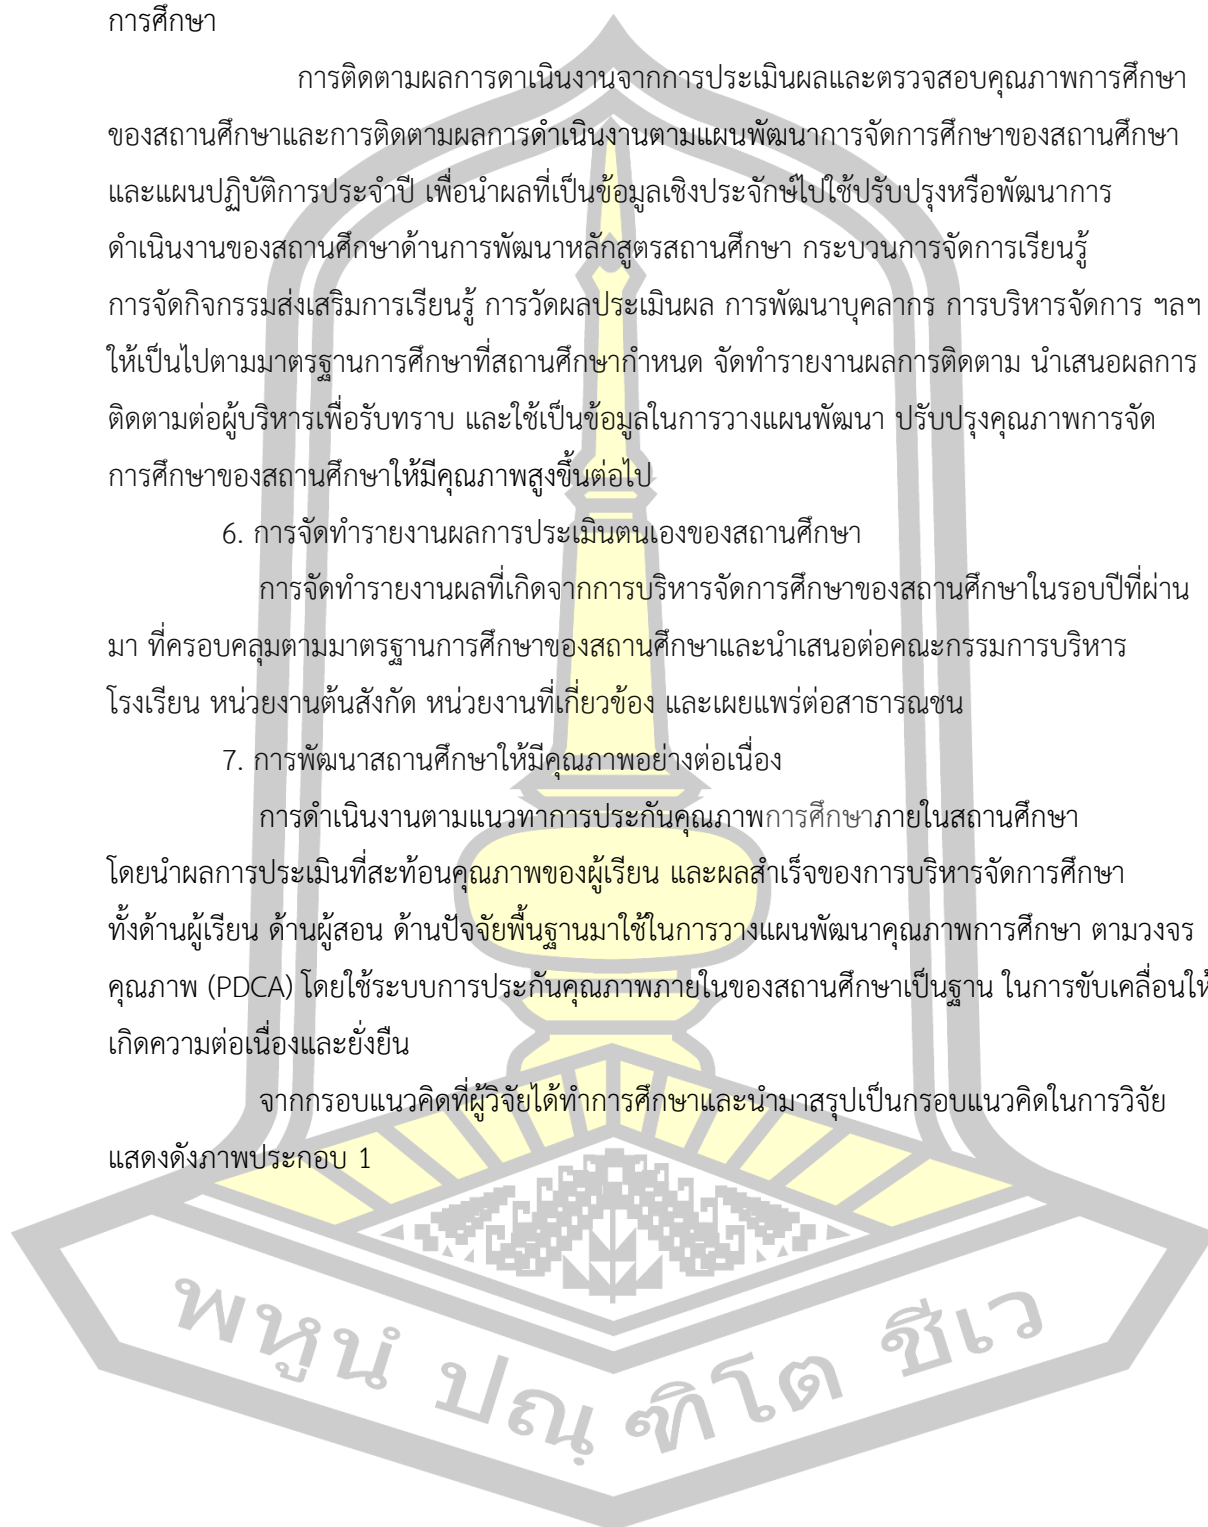 การศึกษา
การติดตามผลการดาเนินงานจากการประเมินผลและตรวจสอบคุณภาพการศึกษา
ของสถานศึกษาและการติดตามผลการดำเนินงานตามแผนพัฒนาการจัดการศึกษาของสถานศึกษา
และแผนปฏิบัติการประจำปี เพื่อนำผลที่เป็นข้อมูลเชิงประจักษ์ไปใช้ปรับปรุงหรือพัฒนาการ
ดำเนินงานของสถานศึกษาด้านการพัฒนาหลักสูตรสถานศึกษา กระบวนการจัดการเรียนรู้
การจัดกิจกรรมส่งเสริมการเรียนรู้ การวัดผลประเมินผล การพัฒนาบุคลากร การบริหารจัดการ ฯลฯ
ให้เป็นไปตามมาตรฐานการศึกษาที่สถานศึกษากำหนด จัดทำรายงานผลการติดตาม นำเสนอผลการ
ติดตามต่อผู้บริหารเพื่อรับทราบ และใช้เป็นข้อมูลในการวางแผนพัฒนา ปรับปรุงคุณภาพการจัด
การศึกษาของสถานศึกษาให้มีคุณภาพสูงขึ้นต่อไป
6. การจัดทำรายงานผลการประเมินตนเองของสถานศึกษา
การจัดทำรายงานผลที่เกิดจากการบริหารจัดการศึกษาของสถานศึกษาในรอบปีที่ผ่าน
มา ที่ครอบคลุมตามมาตรฐานการศึกษาของสถานศึกษาและนำเสนอต่อคณะกรรมการบริหาร
โรงเรียน หน่วยงานต้นสังกัด หน่วยงานที่เกี่ยวข้อง และเผยแพร่ต่อสาธารณชน
7. การพัฒนาสถานศึกษาให้มีคุณภาพอย่างต่อเนื่อง
การดำเนินงานตามแนวทาการประกันคุณภาพการศึกษาภายในสถานศึกษา
โดยนำผลการประเมินที่สะท้อนคุณภาพของผู้เรียน และผลสำเร็จของการบริหารจัดการศึกษา
ทั้งด้านผู้เรียน ด้านผู้สอน ด้านปัจจัยพื้นฐานมาใช้ในการวางแผนพัฒนาคุณภาพการศึกษา ตามวงจร
คุณภาพ (PDCA) โดยใช้ระบบการประกันคุณภาพภายในของสถานศึกษาเป็นฐาน ในการขับเคลื่อนให้
เกิดความต่อเนื่องและยั่งยืน
จากกรอบแนวคิดที่ผู้วิจัยได้ทำการศึกษาและนำมาสรุปเป็นกรอบแนวคิดในการวิจัย
แสดงดังภาพประกอบ 1
พหูนํ ปณฺฑิโต ชีเว